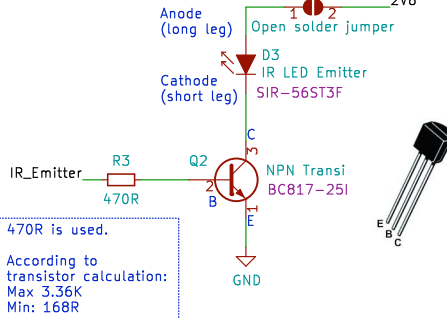 Anode
(long leg)
1 2
Open solder jumper
D3
IR LED Emitter
SIR-56ST3F
Cathode
(short leg)
C
3
IR_Emitter
R3
470R
Q2
2
B
NPN Transi
BC817-25I
1
E
GND
E
B
C
470R is used.
According to
transistor calculation:
Max 3.36K
Min: 168R